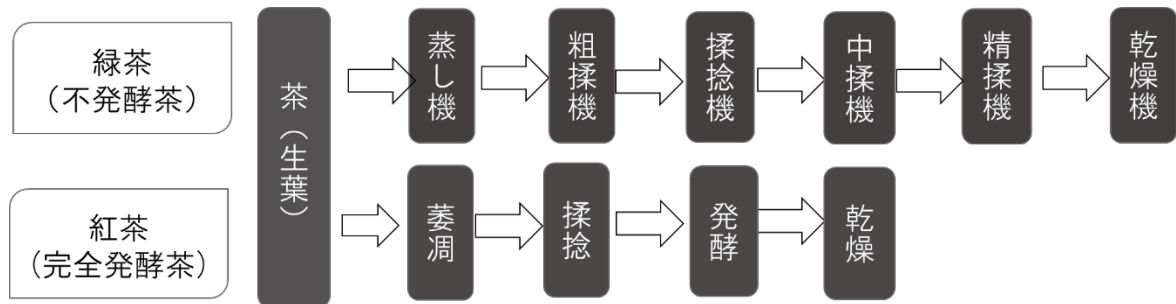 緑茶
（不発酵茶）
茶（生葉）
蒸し機
粗揉機
揉捻機
中揉機
精揉機
乾燥機
紅茶
（完全発酵茶）
萎凋
揉捻
発酵
乾燥